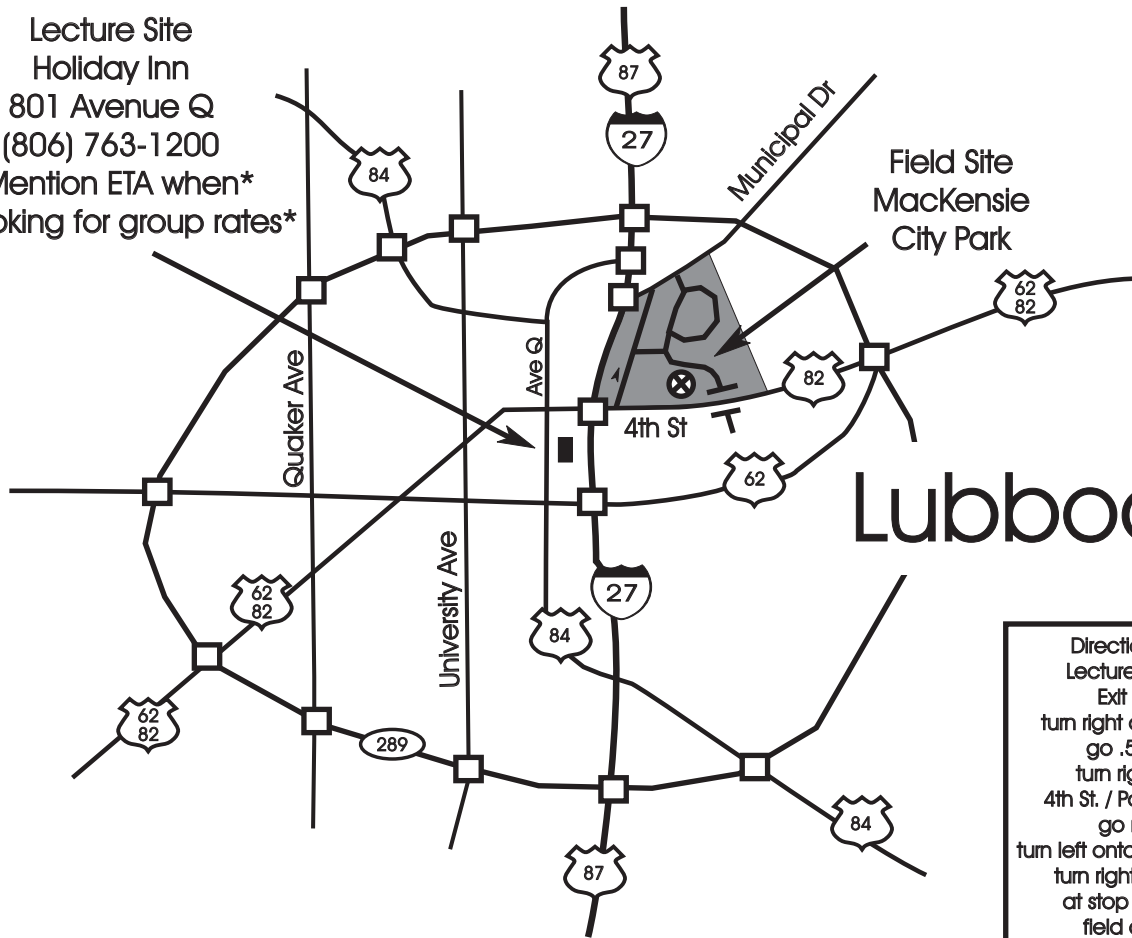 Lecture Site
Holiday Inn
801 Avenue Q
(806) 763-1200
ention ETA when*
king for group rates*
87
27
Municipal Dr
Field Site
MacKensie
City Park
84
62
82
82
Ave Q
Quaker Ave
4th St
62
Lubbo
62
82
University Ave
27
84
62
82
289
84
87
Directi
Lecture
Exit
turn right
go .5
turn rig
4th St. / P
go
turn left ont
turn right
at stop
field